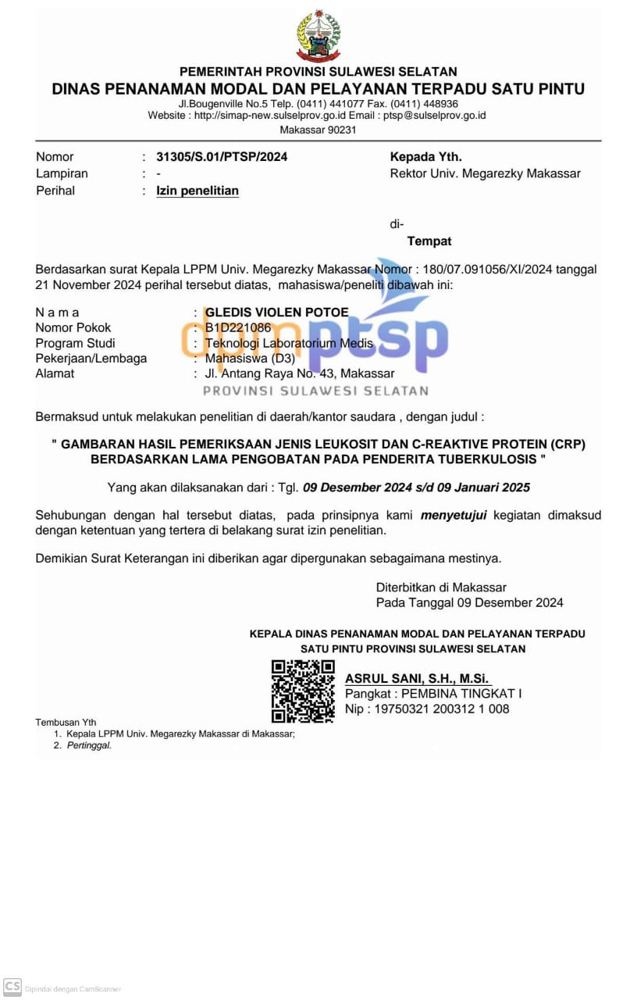 PEMERINTAH PROVINSI SULAWESI SELATAN
DINAS PENANAMAN MODAL DAN PELAYANAN TERPADU SATU PINTU
Jl.Bougenville No.5 Telp. (0411) 441077 Fax. (0411) 448936
Website : http://simap-new.sulselprov.go.id Email : ptsp@sulselprov.go.id
Makassar 90231
Nomor : 31305/S.01/PTSP/2024
Lampiran : -
Perihal : Izin penelitian
Kepada Yth.
Rektor Univ. Megarezky Makassar
di-
Tempat
Berdasarkan surat Kepala LPPM Univ. Megarezky Makassar Nomor : 180/07.091056/XI/2024 tanggal
21 November 2024 perihal tersebut diatas, mahasiswa/peneliti dibawah ini:
N a m a : GLEDIS VIOLEN POTOE
Nomor Pokok : B1D221086
Program Studi : Teknologi Laboratorium Medis
Pekerjaan/Lembaga : Mahasiswa (D3)
Alamat : Jl. Antang Raya No. 43, Makassar
dpmptsp
PROVINSI SULAWESI SELATAN
Bermaksud untuk melakukan penelitian di daerah/kantor saudara , dengan judul :
" GAMBARAN HASIL PEMERIKSAAN JENIS LEUKOSIT DAN C-REAKTIVE PROTEIN (CRP)
BERDASARKAN LAMA PENGOBATAN PADA PENDERITA TUBERKULOSIS "
Yang akan dilaksanakan dari : Tgl. 09 Desember 2024 s/d 09 Januari 2025
Sehubungan dengan hal tersebut diatas, pada prinsipnya kami menyetujui kegiatan dimaksud
dengan ketentuan yang tertera di belakang surat izin penelitian.
Demikian Surat Keterangan ini diberikan agar dipergunakan sebagaimana mestinya.
Diterbitkan di Makassar
Pada Tanggal 09 Desember 2024
KEPALA DINAS PENANAMAN MODAL DAN PELAYANAN TERPADU
SATU PINTU PROVINSI SULAWESI SELATAN
ASRUL SANI, S.H., M.Si.
Pangkat : PEMBINA TINGKAT I
Nip : 19750321 200312 1 008
Tembusan Yth
1. Kepala LPPM Univ. Megarezky Makassar di Makassar;
2. Pertinggal.
CS Dipindai dengan CamScanner